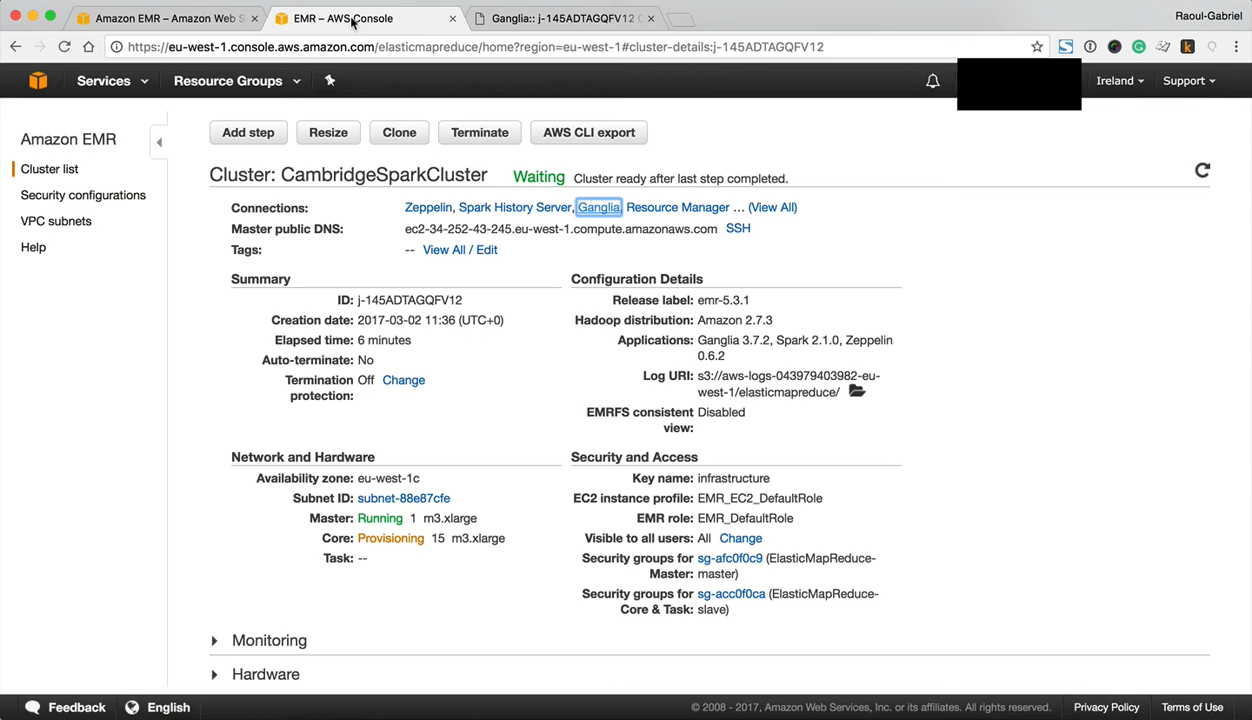 Amazon EMR – Amazon Web S
EMR – AWS Console
Ganglia:: j-145ADTAGQFV12 C
Raoul-Gabriel
https://eu-west-1.console.aws.amazon.com/elasticmapreduce/home?region=eu-west-1#cluster-details:j-145ADTAGQFV12
Services
Resource Groups
Ireland
Support
Amazon EMR
Cluster list
Security configurations
VPC subnets
Help
Add step
Resize
Clone
Terminate
AWS CLI export
Cluster: CambridgeSparkCluster Waiting Cluster ready after last step completed.
Connections: Zeppelin, Spark History Server, Ganglia, Resource Manager ... (View All)
Master public DNS: ec2-34-252-43-245.eu-west-1.compute.amazonaws.com SSH
Tags: -- View All / Edit
Summary
ID: j-145ADTAGQFV12
Creation date: 2017-03-02 11:36 (UTC+0)
Elapsed time: 6 minutes
Auto-terminate: No
Termination Off Change
protection:
Configuration Details
Release label: emr-5.3.1
Hadoop distribution: Amazon 2.7.3
Applications: Ganglia 3.7.2, Spark 2.1.0, Zeppelin
0.6.2
Log URI: s3://aws-logs-043979403982-eu-
west-1/elasticmapreduce/
EMRFS consistent Disabled
view:
Network and Hardware
Availability zone: eu-west-1c
Subnet ID: subnet-88e87cfe
Master: Running 1 m3.xlarge
Core: Provisioning 15 m3.xlarge
Task: --
Security and Access
Key name: infrastructure
EC2 instance profile: EMR_EC2_DefaultRole
EMR role: EMR_DefaultRole
Visible to all users: All Change
Security groups for sg-afc0f0c9 (ElasticMapReduce-
Master: master)
Security groups for sg-acc0f0ca (ElasticMapReduce-
Core & Task: slave)
Monitoring
Hardware
Feedback
English
© 2008 - 2017, Amazon Web Services, Inc. or its affiliates. All rights reserved.
Privacy Policy
Terms of Use